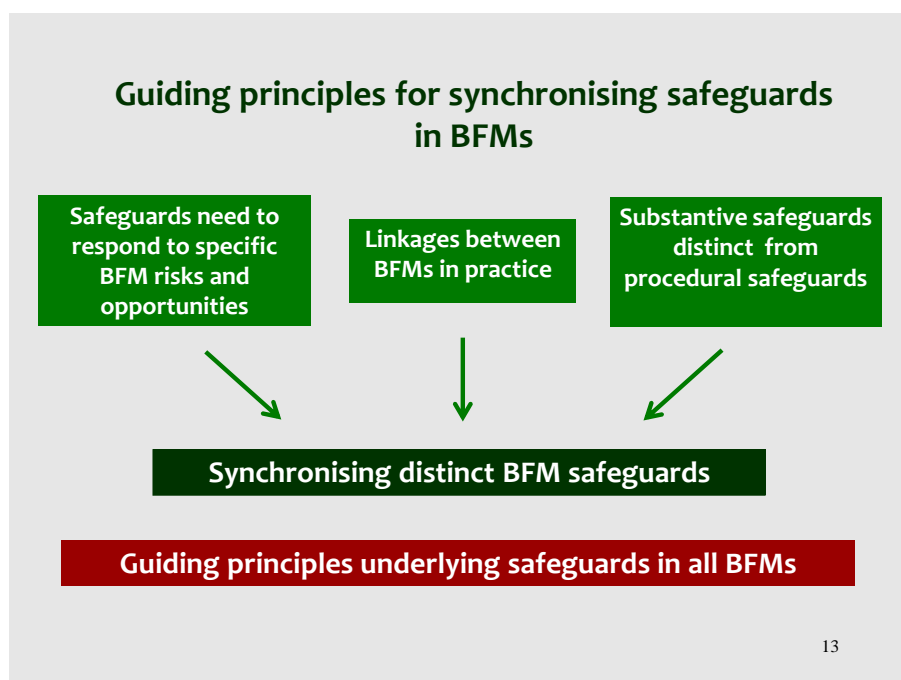 Guiding principles for synchronising safeguards
in BFMs
Safeguards need to
respond to specific
BFM risks and
opportunities
Linkages between
BFMs in practice
Substantive safeguards
distinct from
procedural safeguards
Synchronising distinct BFM safeguards
Guiding principles underlying safeguards in all BFMs
13